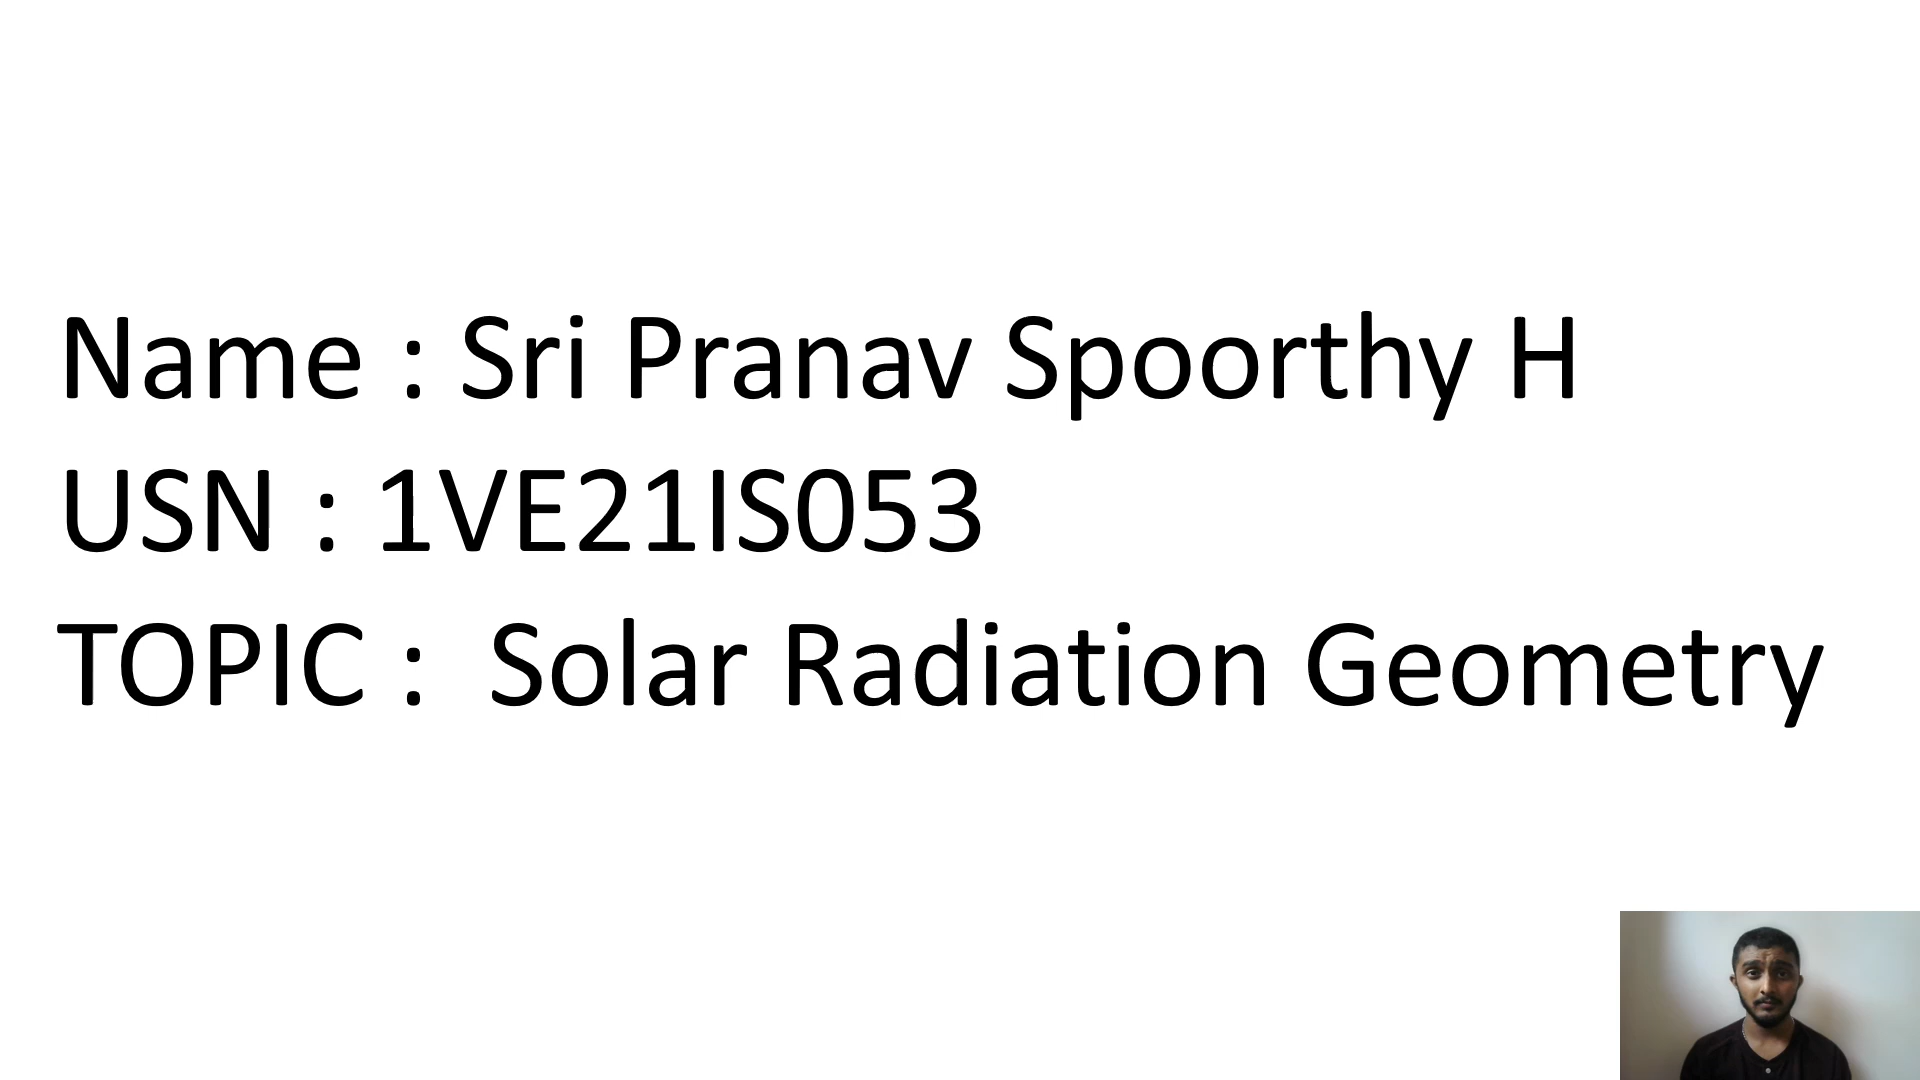 Name : Sri Pranav Spoorthy H
USN : 1VE21IS053
TOPIC :  Solar Radiation Geometry